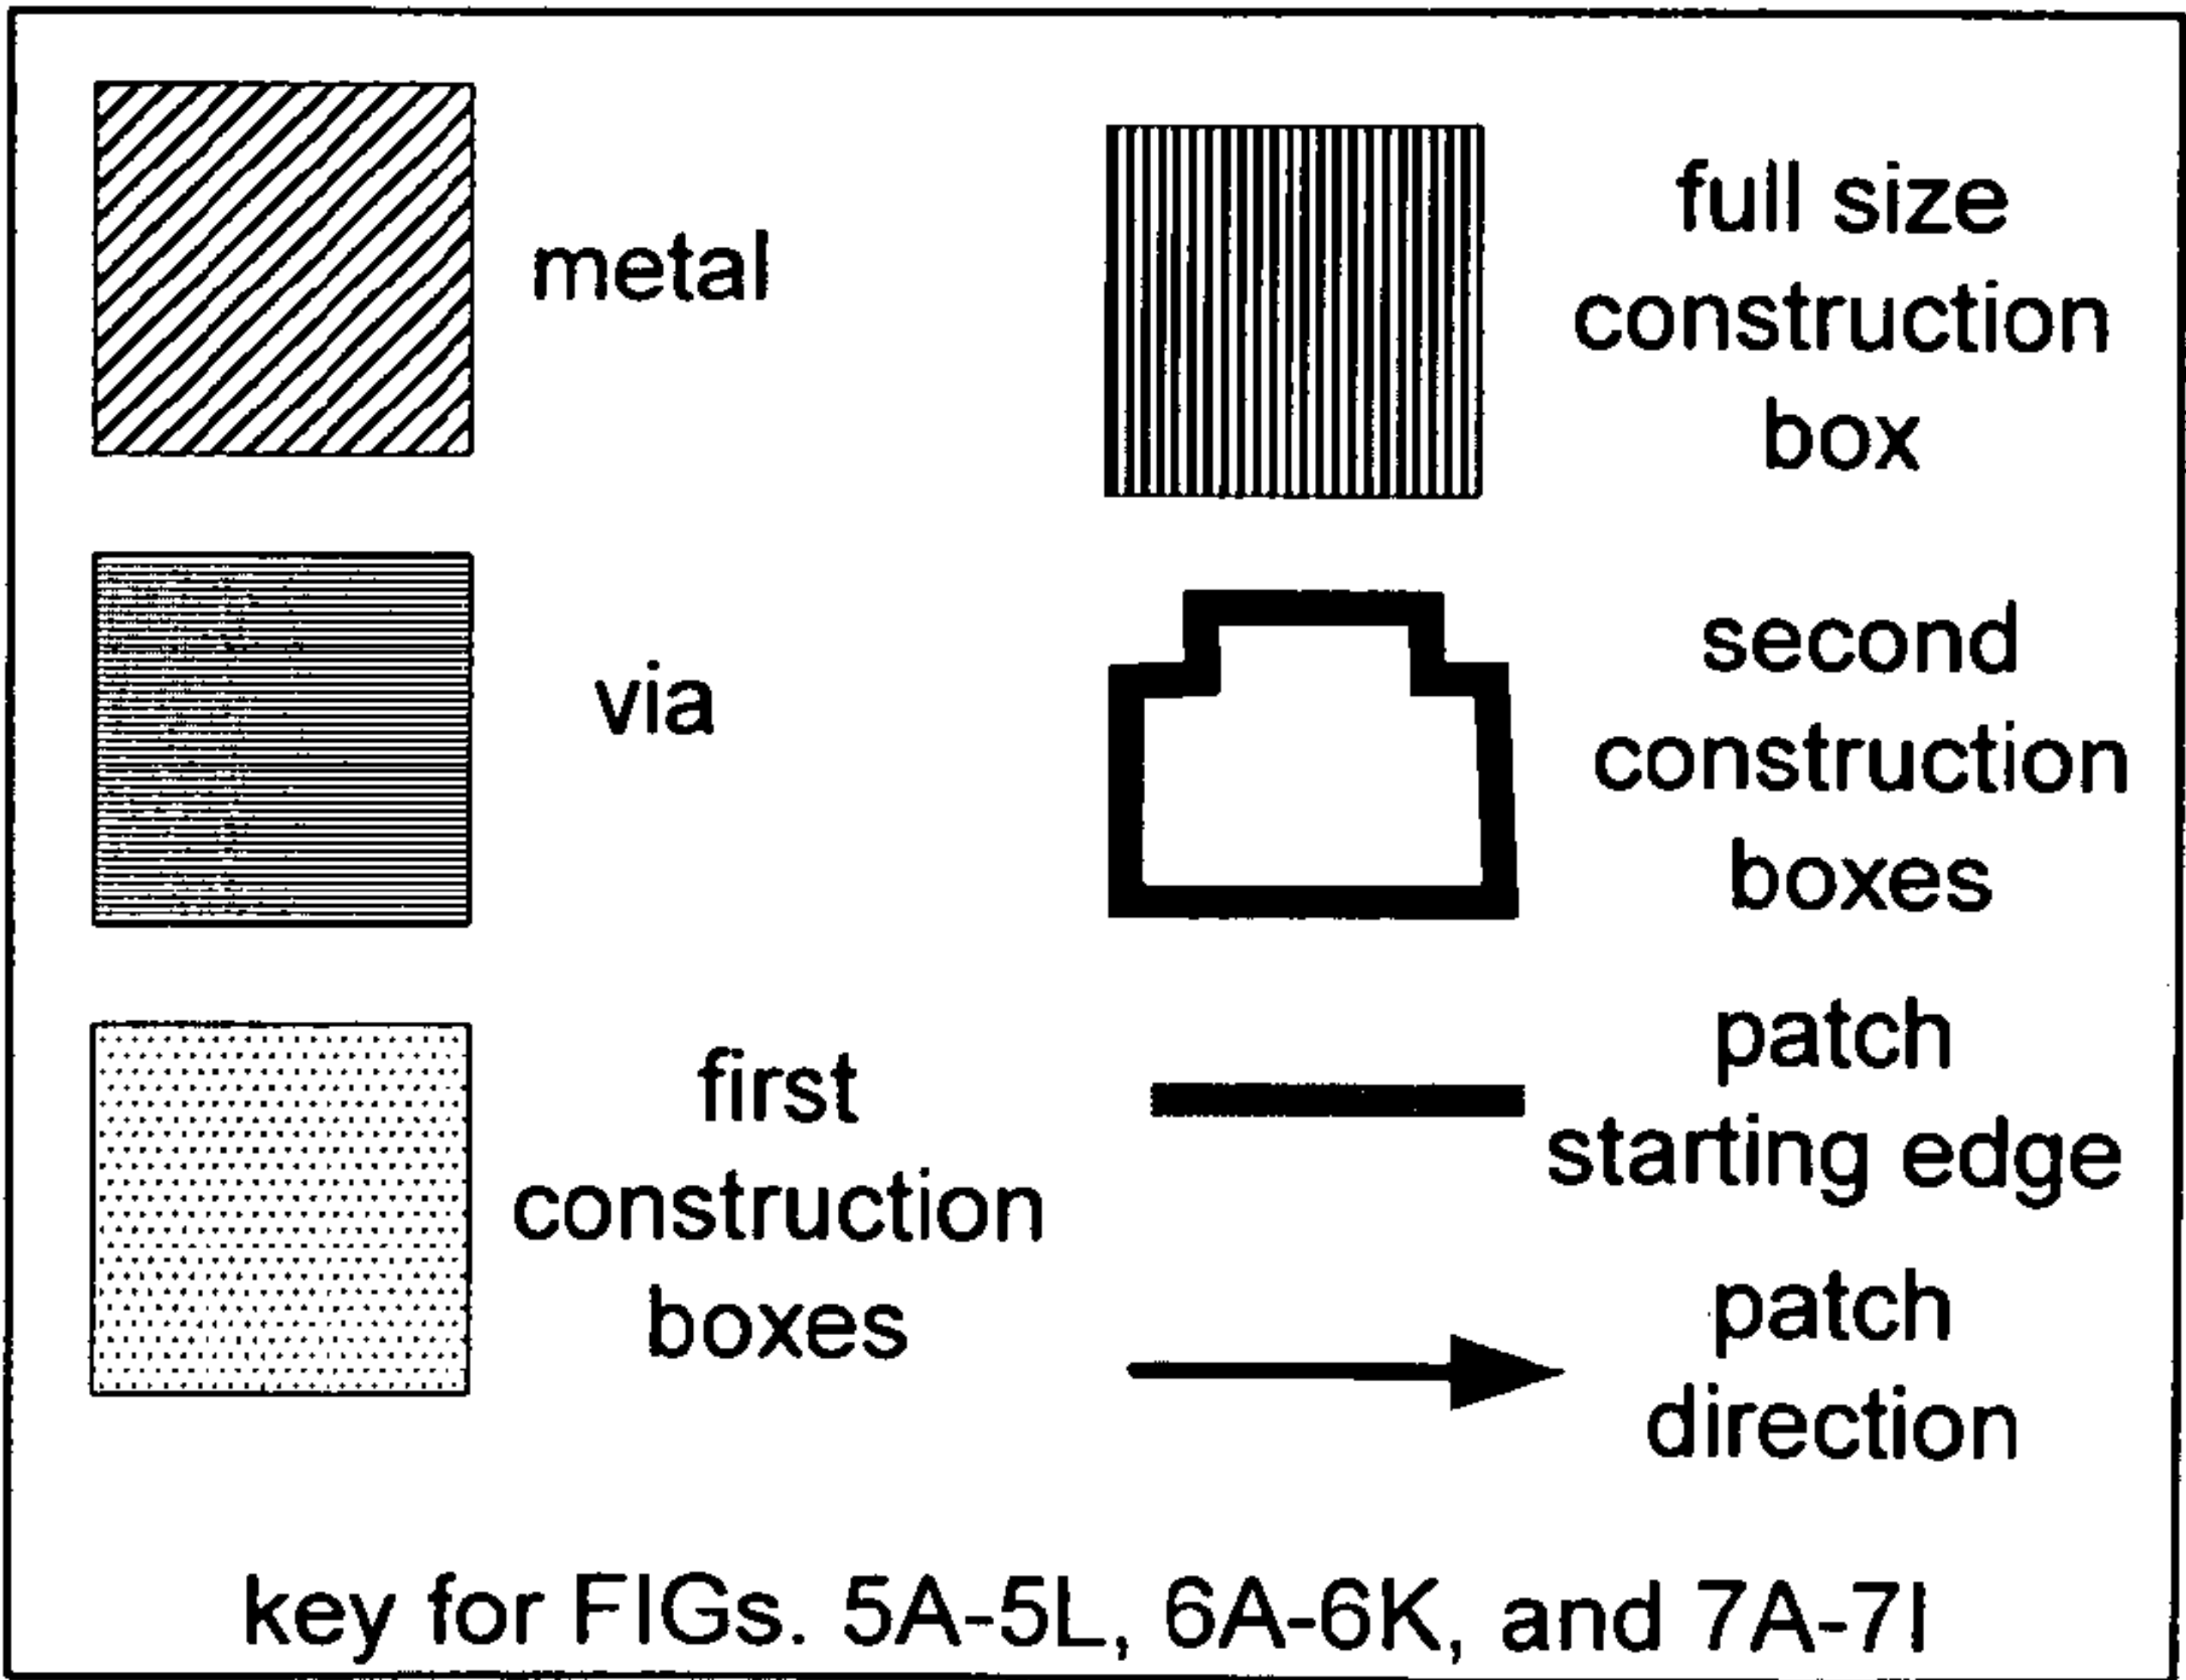 metal
full size
construction
box
via
second
construction
boxes
first
construction
boxes
patch
starting edge
patch
direction
key for FIGs. 5A-5L, 6A-6K, and 7A-7I